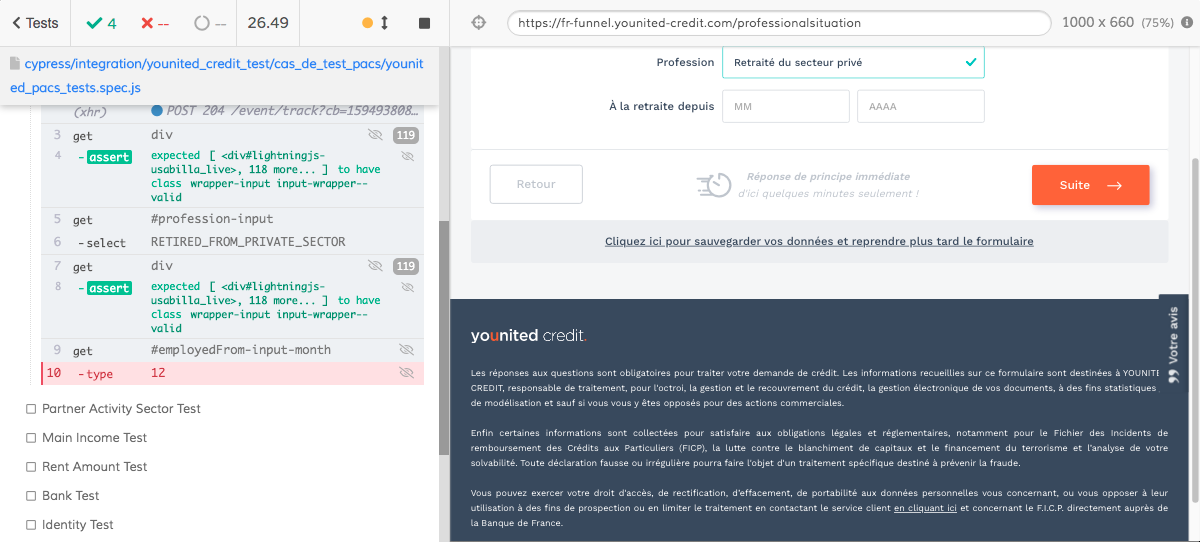 Tests
4
--
--
26.49
https://fr-funnel.younited-credit.com/professionalsituation
1000 x 660 (75%)
cypress/integration/younited_credit_test/cas_de_test_pacs/younit
ed_pacs_tests.spec.js
(xhr) POST 204 /event/track?cb=159493808…
3 get div 119
4 -assert expected [ <div#lightningjs-
usabilla_live>, 118 more... ] to have
class wrapper-input input-wrapper--
valid
5 get #profession-input
6 -select RETIRED_FROM_PRIVATE_SECTOR
7 get div 119
8 -assert expected [ <div#lightningjs-
usabilla_live>, 118 more... ] to have
class wrapper-input input-wrapper--
valid
9 get #employedFrom-input-month
10 -type 12
Partner Activity Sector Test
Main Income Test
Rent Amount Test
Bank Test
Identity Test
Profession Retraité du secteur privé
À la retraite depuis MM AAAA
Retour
Réponse de principe immédiate
d'ici quelques minutes seulement !
Suite
Cliquez ici pour sauvegarder vos données et reprendre plus tard le formulaire
Votre avis
younited credit.
Les réponses aux questions sont obligatoires pour traiter votre demande de crédit. Les informations recueillies sur ce formulaire sont destinées à YOUNITE
CREDIT, responsable de traitement, pour l'octroi, la gestion et le recouvrement du crédit, la gestion électronique de vos documents, à des fins statistiques
de modélisation et sauf si vous vous y êtes opposés pour des actions commerciales.
Enfin certaines informations sont collectées pour satisfaire aux obligations légales et réglementaires, notamment pour le Fichier des Incidents de
remboursement des Crédits aux Particuliers (FICP), la lutte contre le blanchiment de capitaux et le financement du terrorisme et l'analyse de votre
solvabilité. Toute déclaration fausse ou irrégulière pourra faire l'objet d'un traitement spécifique destiné à prévenir la fraude.
Vous pouvez exercer votre droit d'accès, de rectification, d'effacement, de portabilité aux données personnelles vous concernant, ou vous opposer à leur
utilisation à des fins de prospection ou en limiter le traitement en contactant le service client en cliquant ici et concernant le F.I.C.P. directement auprès de
la Banque de France.